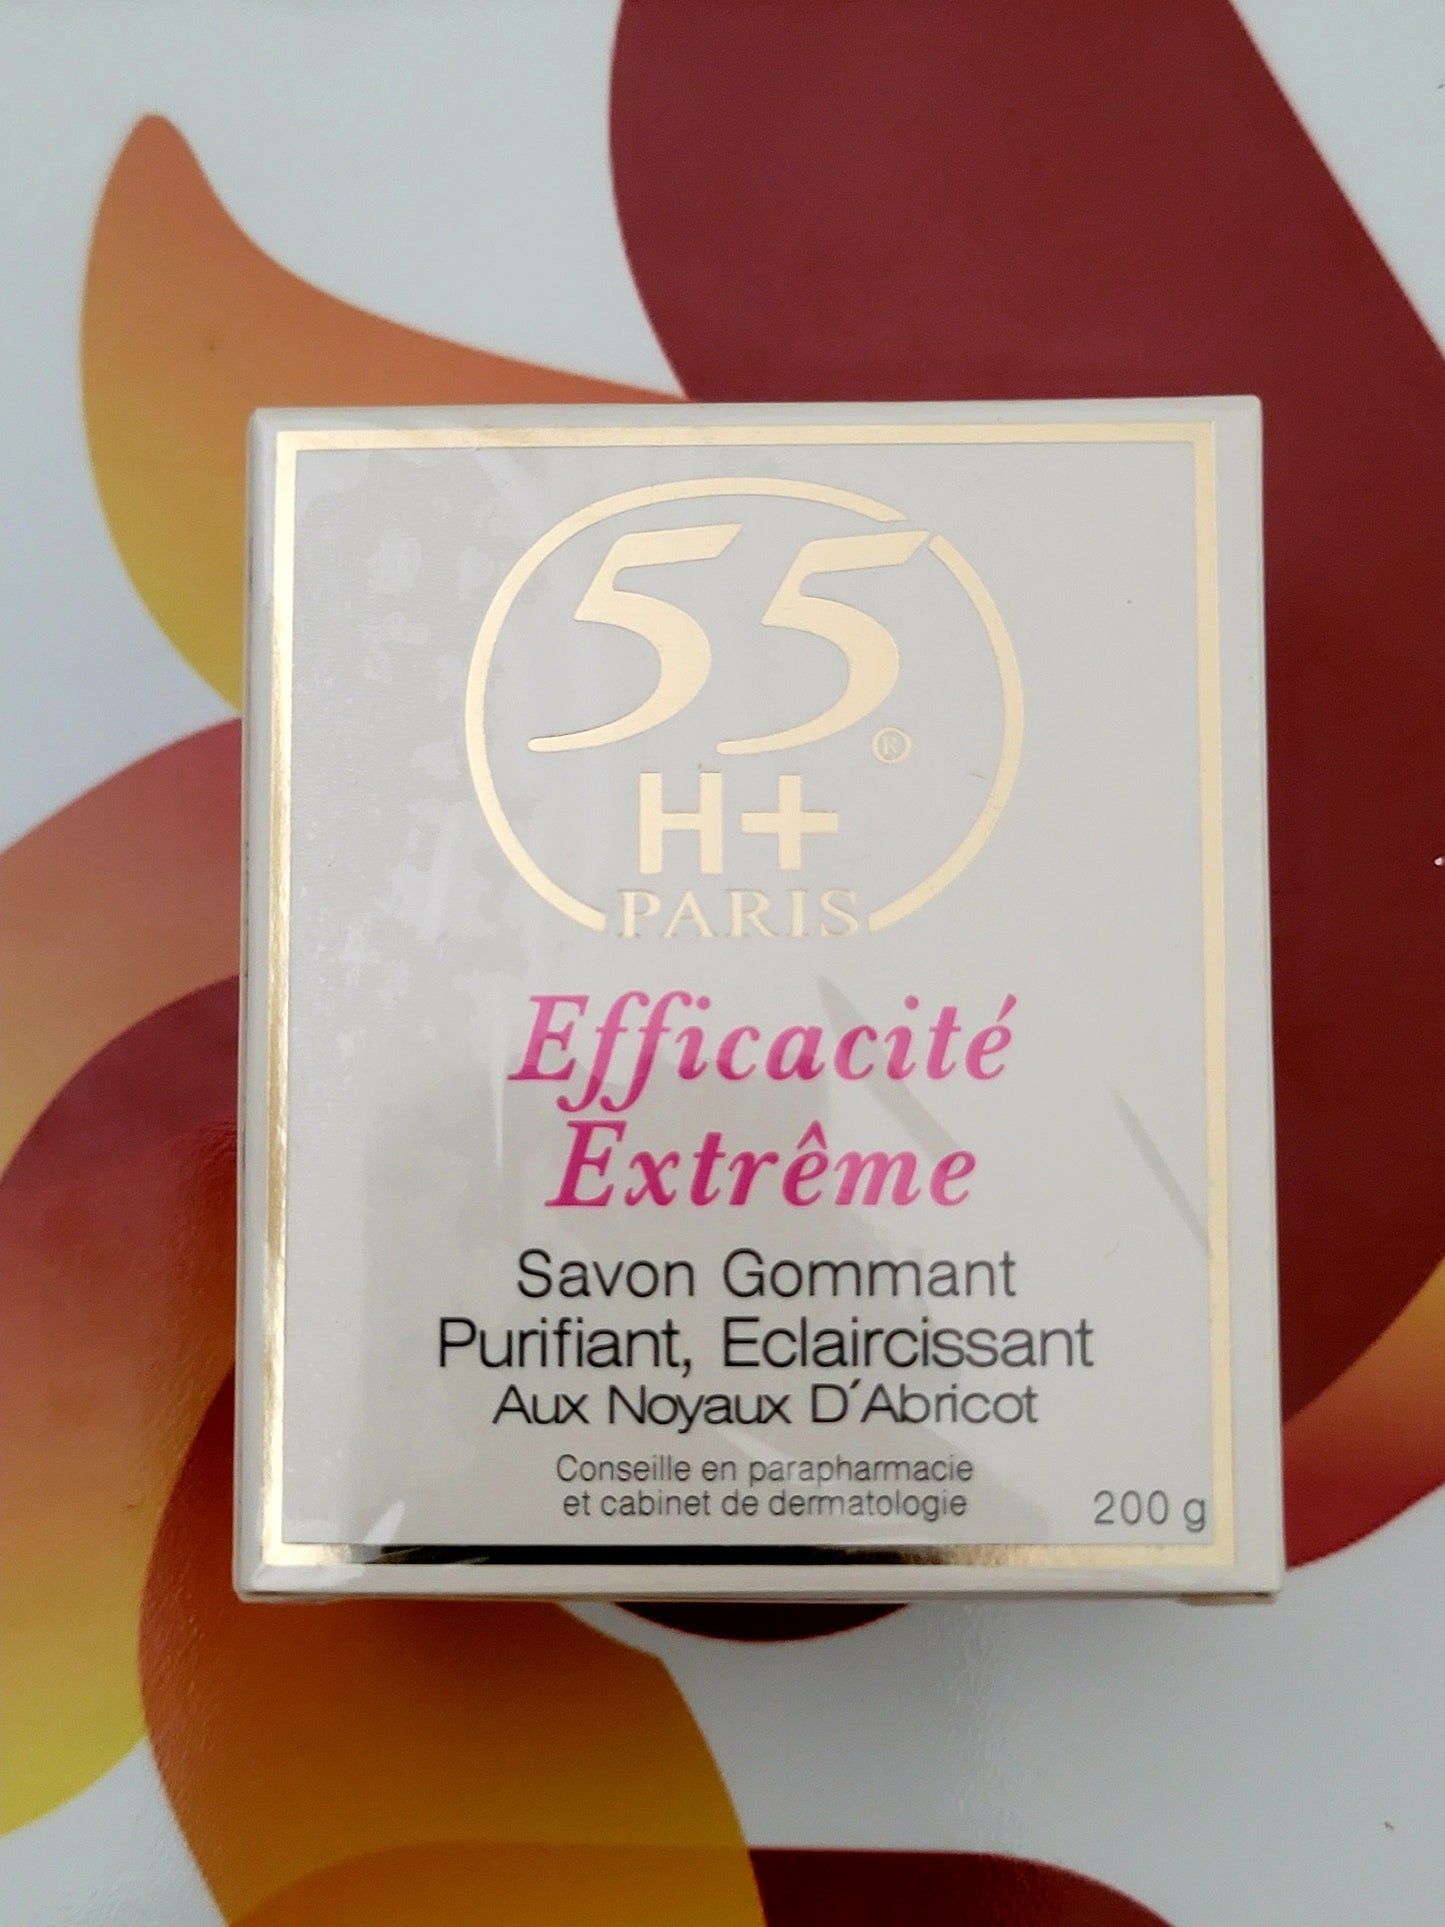 55®
H+
PARIS
Efficacité
Extrême
Savon Gommant
Purifiant, Eclaircissant
Aux Noyaux D´Abricot
Conseille en parapharmacie
et cabinet de dermatologie
200 g